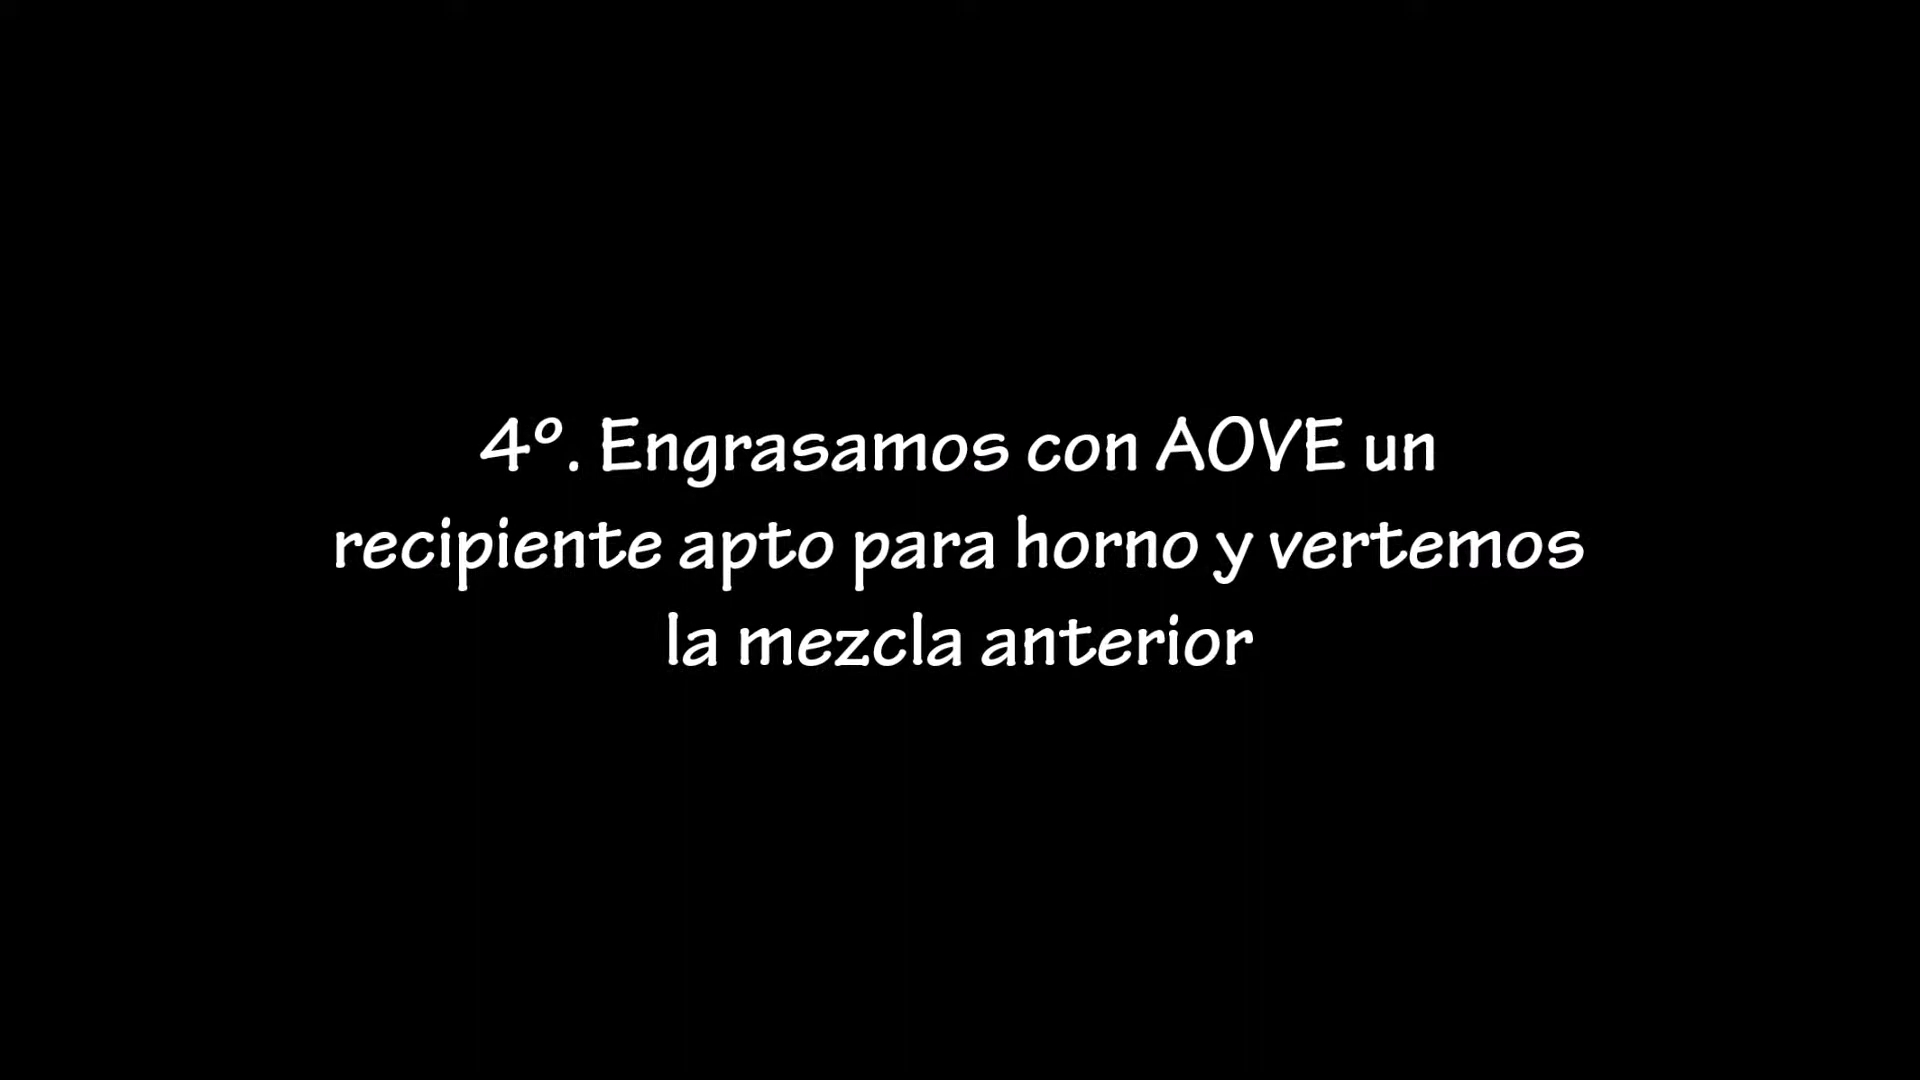 4º. Engrasamos con AOVE un
recipiente apto para horno y vertemos
la mezcla anterior